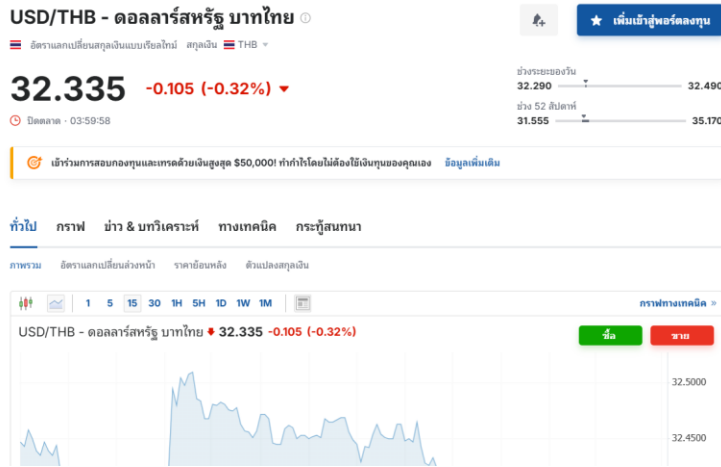 USD/THB - ดอลลาร์สหรัฐ บาทไทย
เพิ่มเข้าสู่พอร์ตลงทุน
อัตราแลกเปลี่ยนสกุลเงินแบบเรียลไทม์ สกุลเงิน THB
32.335 -0.105 (-0.32%)
ปิดตลาด · 03:59:58
ช่วงระยะของวัน
32.290 32.490
ช่วง 52 สัปดาห์
31.555 35.170
เข้าร่วมการสอบกองทุนและเทรดด้วยเงินสูงสุด $50,000! ทำกำไรโดยไม่ต้องใช้เงินทุนของคุณเอง ข้อมูลเพิ่มเติม
ทั่วไป กราฟ ข่าว & บทวิเคราะห์ ทางเทคนิค กระทู้สนทนา
ภาพรวม อัตราแลกเปลี่ยนล่วงหน้า ราคาย้อนหลัง ตัวแปลงสกุลเงิน
1 5 15 30 1H 5H 1D 1W 1M
กราฟทางเทคนิค »
USD/THB - ดอลลาร์สหรัฐ บาทไทย 32.335 -0.105 (-0.32%)
ซื้อ ขาย
32.5000
32.4500